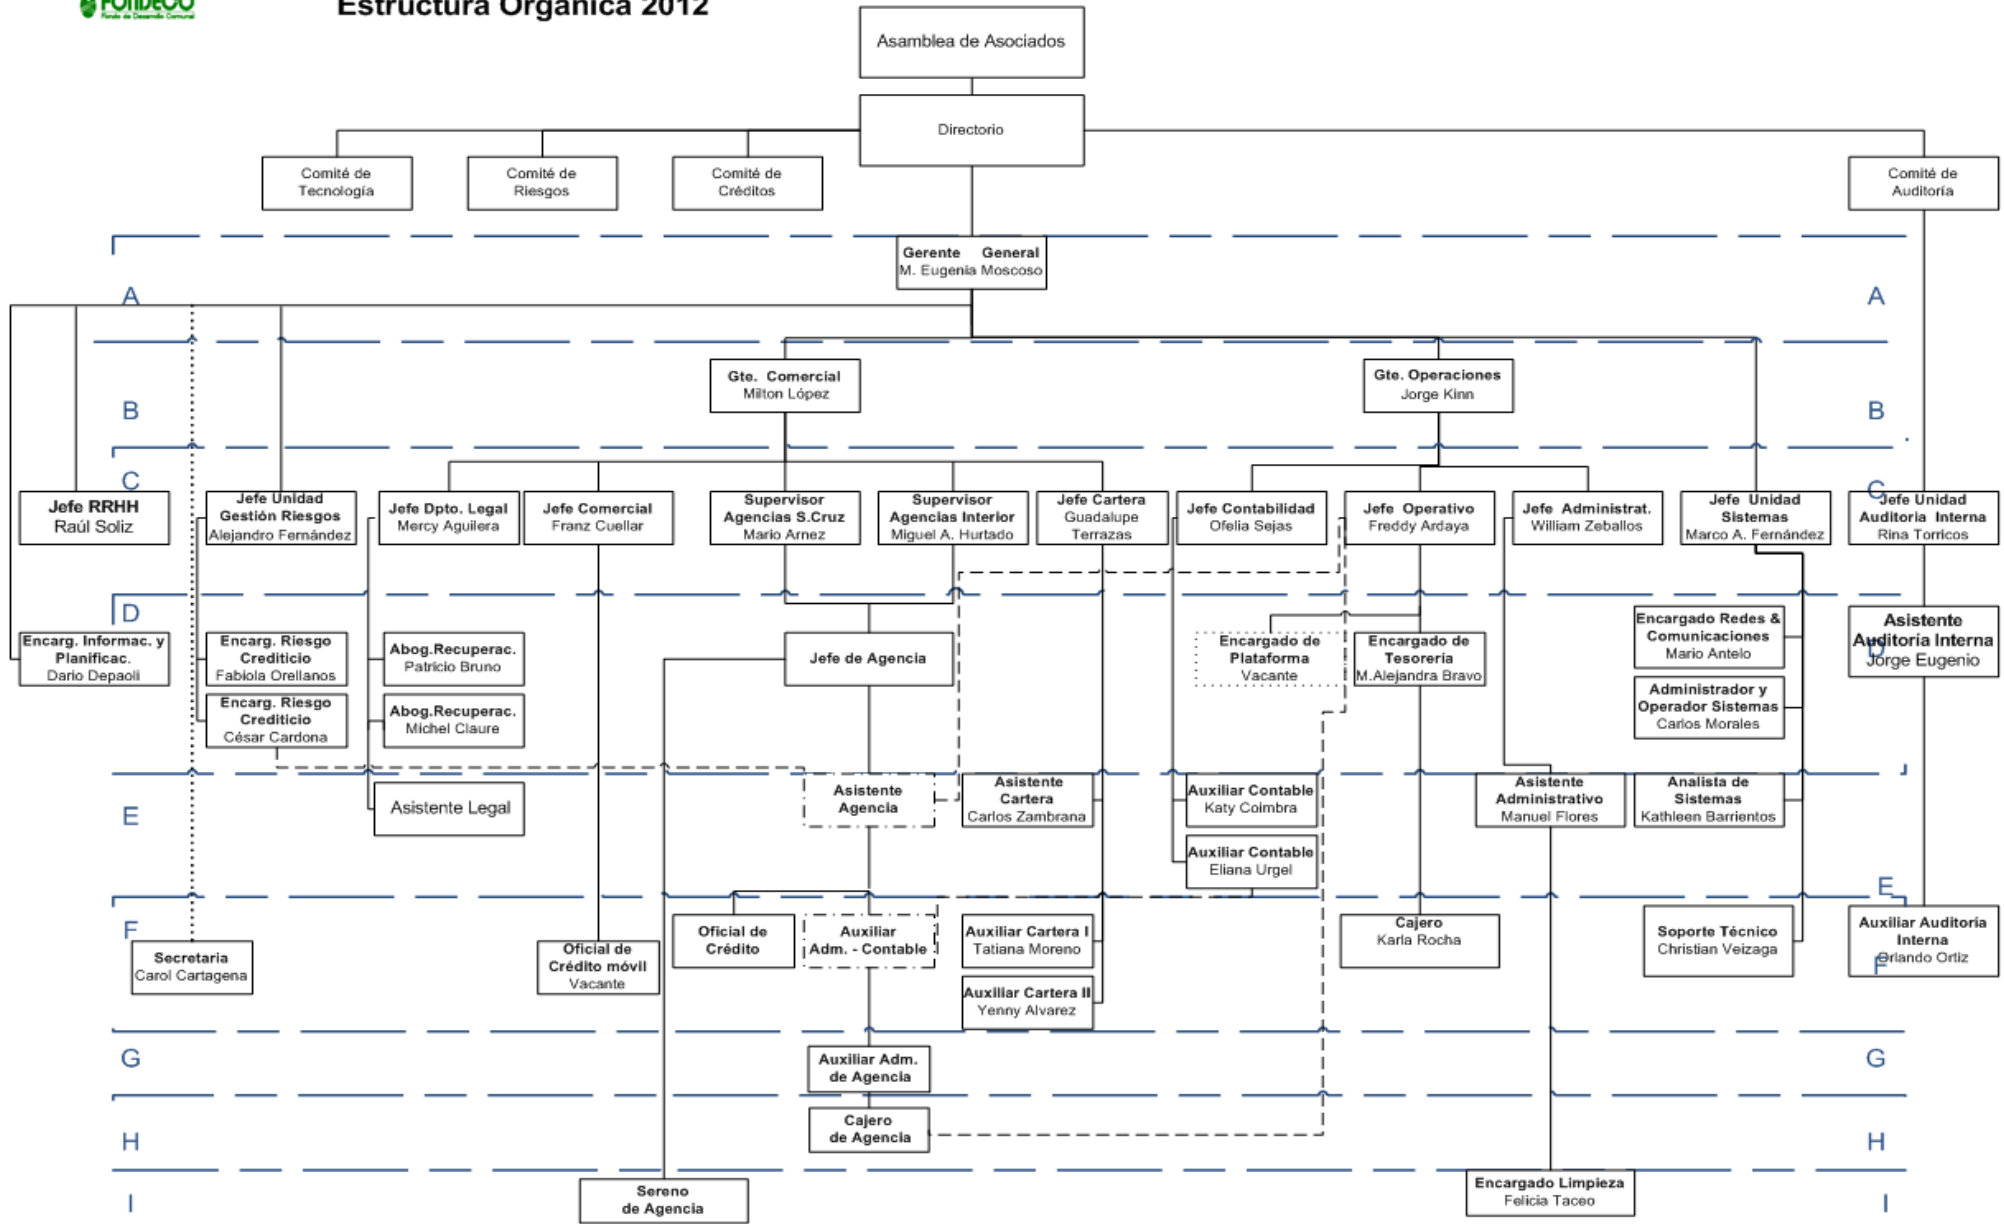 FONDECO
Fondo de Desarrollo Comunal
Estructura Orgánica 2012
Asamblea de Asociados
Directorio
Comité de
Tecnología
Comité de
Riesgos
Comité de
Créditos
Comité de
Auditoría
Gerente General
M. Eugenia Moscoso
A
A
Gte. Comercial
Milton López
Gte. Operaciones
Jorge Kinn
B
B
C
C
Jefe RRHH
Raúl Soliz
Jefe Unidad
Gestión Riesgos
Alejandro Fernández
Jefe Dpto. Legal
Mercy Aguilera
Jefe Comercial
Franz Cuellar
Supervisor
Agencias S.Cruz
Mario Arnez
Supervisor
Agencias Interior
Miguel A. Hurtado
Jefe Cartera
Guadalupe
Terrazas
Jefe Contabilidad
Ofelia Sejas
Jefe Operativo
Freddy Ardaya
Jefe Administrat.
William Zeballos
Jefe Unidad
Sistemas
Marco A. Fernández
Jefe Unidad
Auditoria Interna
Rina Torricos
D
D
Encarg. Informac. y
Planificac.
Dario Depaoli
Encarg. Riesgo
Crediticio
Fabiola Orellanos
Abog.Recuperac.
Patricio Bruno
Jefe de Agencia
Encargado de
Plataforma
Vacante
Encargado de
Tesorería
M.Alejandra Bravo
Encargado Redes &
Comunicaciones
Mario Antelo
Asistente
Auditoría Interna
Jorge Eugenio
Encarg. Riesgo
Crediticio
César Cardona
Abog.Recuperac.
Michel Claure
Administrador y
Operador Sistemas
Carlos Morales
E
Asistente Legal
Asistente
Agencia
Asistente
Cartera
Carlos Zambrana
Auxiliar Contable
Katy Coimbra
Asistente
Administrativo
Manuel Flores
Analista de
Sistemas
Kathleen Barrientos
Auxiliar Contable
Eliana Urgel
E
F
Secretaria
Carol Cartagena
Oficial de
Crédito móvil
Vacante
Oficial de
Crédito
Auxiliar
Adm. - Contable
Auxiliar Cartera I
Tatiana Moreno
Cajero
Karla Rocha
Soporte Técnico
Christian Veizaga
Auxiliar Auditoria
Interna
Orlando Ortiz
F
Auxiliar Cartera II
Yenny Alvarez
G
Auxiliar Adm.
de Agencia
G
H
Cajero
de Agencia
H
I
Sereno
de Agencia
Encargado Limpieza
Felicia Taceo
I